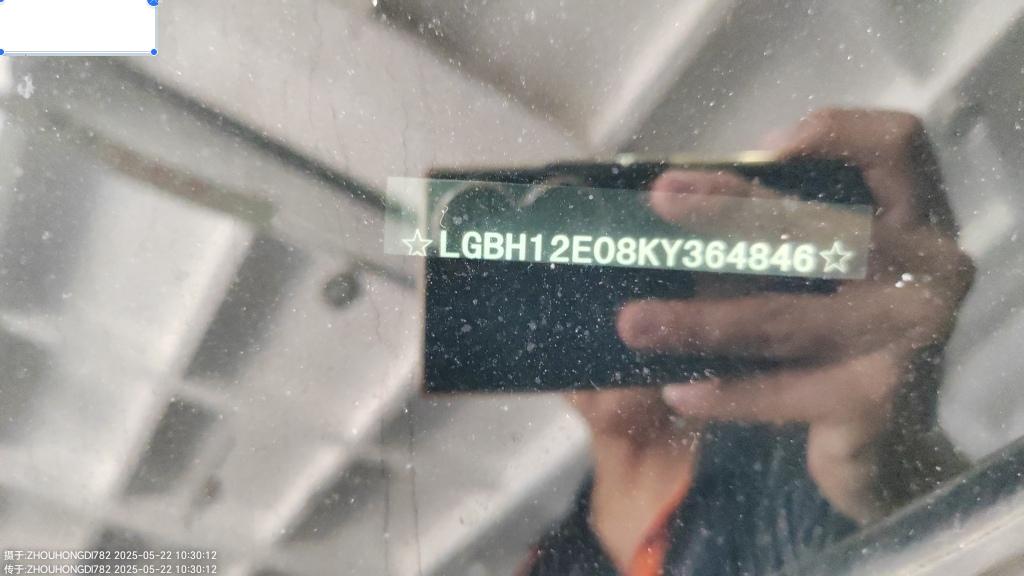 ☆LGBH12E08KY364846☆
摄于:ZHOUHONGDI782 2025-05-22 10:30:12
传于:ZHOUHONGDI782 2025-05-22 10:30:12